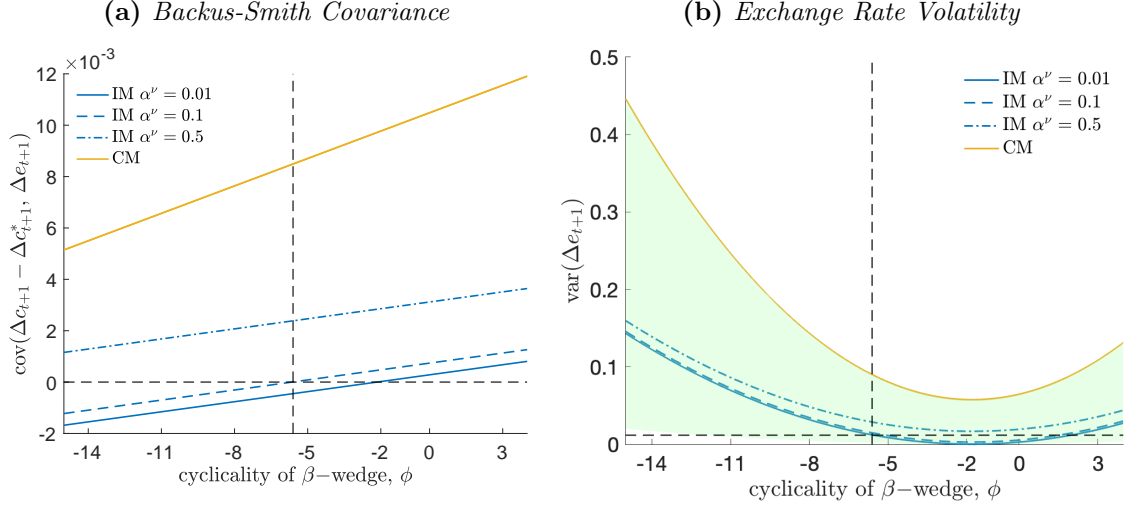 (a) Backus-Smith Covariance
×10⁻³
12
10
8
6
4
2
0
-2
-14 -11 -8 -5 -2 0 3
cov(Δc_{t+1} − Δc*_{t+1}, Δe_{t+1})
cyclicality of β−wedge, ϕ
IM α^ν = 0.01
IM α^ν = 0.1
IM α^ν = 0.5
CM
(b) Exchange Rate Volatility
0.5
0.4
0.3
0.2
0.1
0
-14 -11 -8 -5 -2 0 3
var(Δe_{t+1})
cyclicality of β−wedge, ϕ
IM α^ν = 0.01
IM α^ν = 0.1
IM α^ν = 0.5
CM